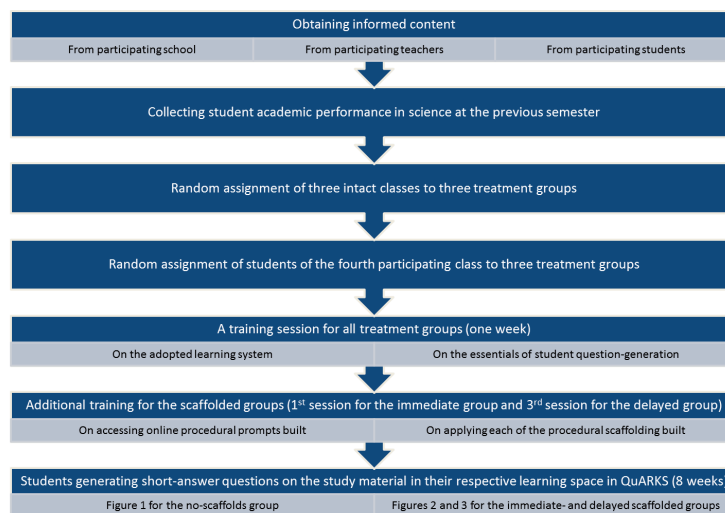 Obtaining informed content
From participating school
From participating teachers
From participating students
Collecting student academic performance in science at the previous semester
Random assignment of three intact classes to three treatment groups
Random assignment of students of the fourth participating class to three treatment groups
A training session for all treatment groups (one week)
On the adopted learning system
On the essentials of student question-generation
Additional training for the scaffolded groups (1st session for the immediate group and 3rd session for the delayed group)
On accessing online procedural prompts built
On applying each of the procedural scaffolding built
Students generating short-answer questions on the study material in their respective learning space in QuARKS (8 weeks)
Figure 1 for the no-scaffolds group
Figures 2 and 3 for the immediate- and delayed scaffolded groups